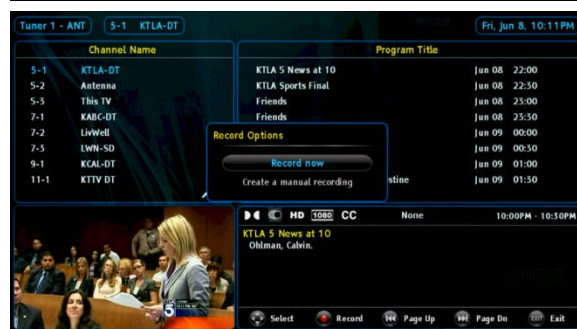 Tuner 1 - ANT 5-1 KTLA-DT Fri, Jun 8, 10:11PM
Channel Name Program Title
5-1 KTLA-DT KTLA 5 News at 10 Jun 08 22:00
5-2 Antenna KTLA Sports Final Jun 08 22:30
5-3 This TV Friends Jun 08 23:00
7-1 KABC-DT Friends Jun 08 23:30
7-2 LivWell Jun 09 00:00
7-3 LWN-SD Jun 09 00:30
9-1 KCAL-DT Jun 09 01:00
11-1 KTTV DT stine Jun 09 01:30
Record Options
Record now
Create a manual recording
HD 1080 CC None 10:00PM - 10:30PM
KTLA 5 News at 10
Ohlman, Calvin.
5
Select Record Page Up Page Dn EXIT Exit